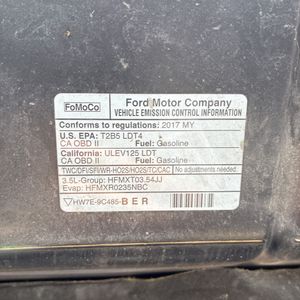 FoMoCo
Ford Motor Company
VEHICLE EMISSION CONTROL INFORMATION
Conforms to regulations: 2017 MY
U.S. EPA: T2B5 LDT4
CA OBD II Fuel: Gasoline
California: ULEV125 LDT
CA OBD II Fuel: Gasoline
TWC/DFI/SFI/WR-HO2S/HO2S/TC/CAC No adjustments needed
3.5L-Group: HFMXT03.54JJ
Evap: HFMXR0235NBC
HW7E-9C485-BER